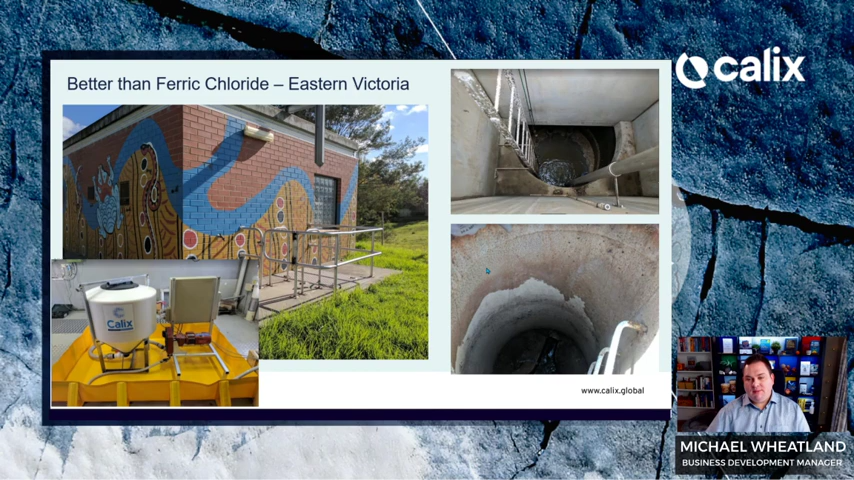 Better than Ferric Chloride – Eastern Victoria
calix
Calix
www.calix.global
MICHAEL WHEATLAND
BUSINESS DEVELOPMENT MANAGER